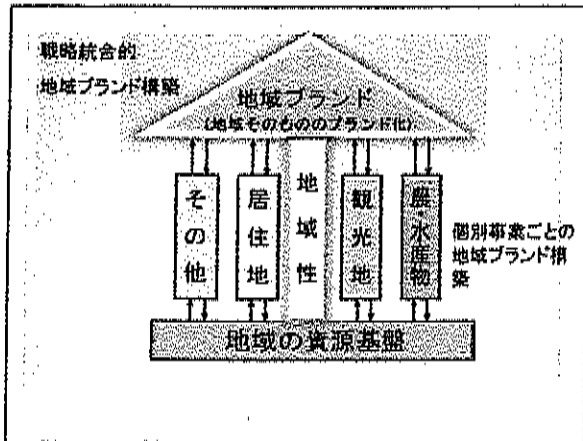 戦略統合的
地域ブランド構築
地域ブランド
(地域そのもののブランド化)
その他
居住地
地域性
観光地
農・水産物
個別事業ごとの
地域ブランド構
築
地域の資源基盤